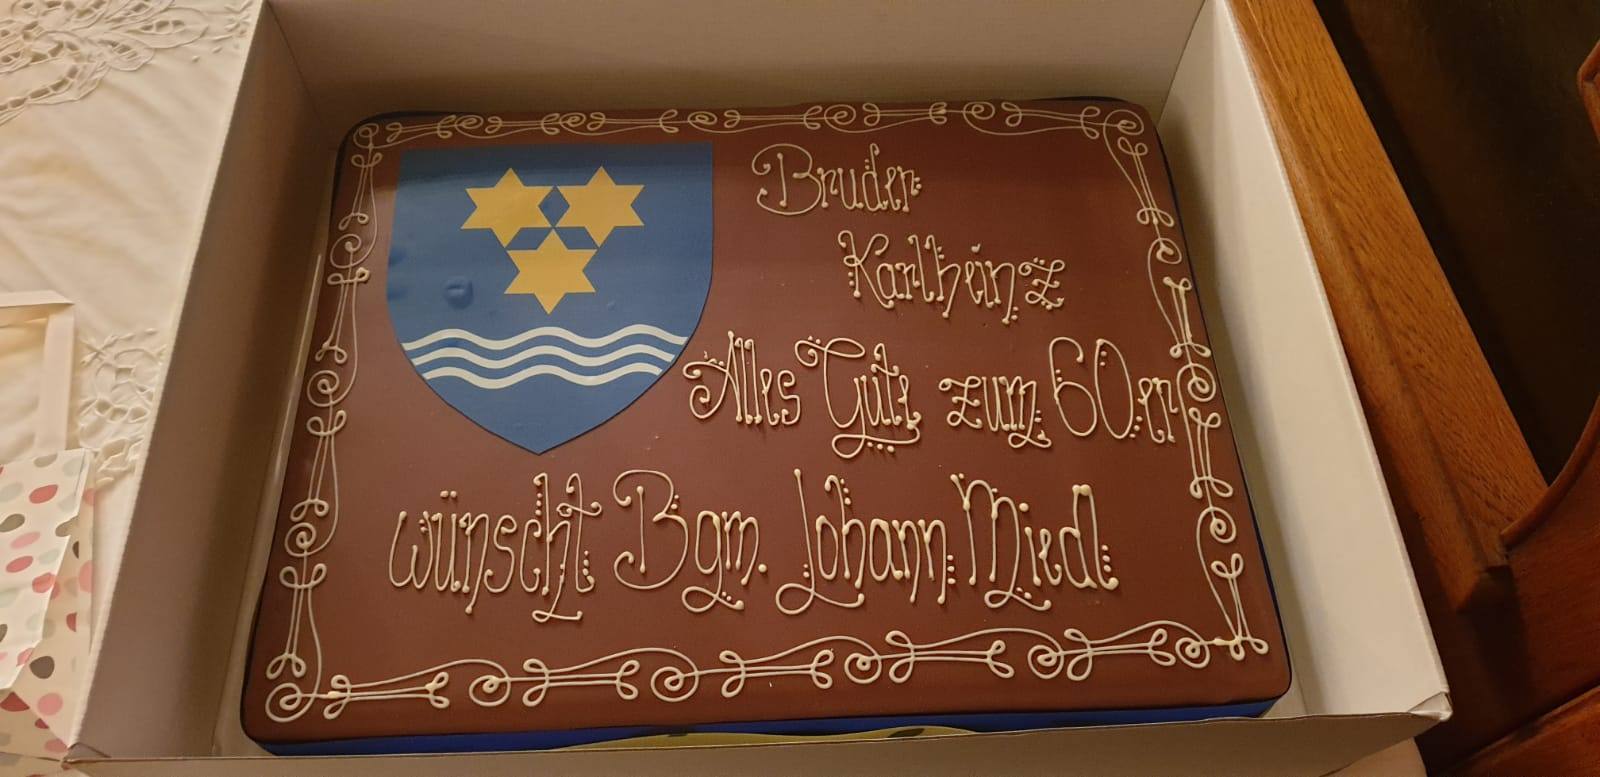 Bruder
Karlheinz
Alles Gute zum 60er
wünscht Bgm. Johann Miedl